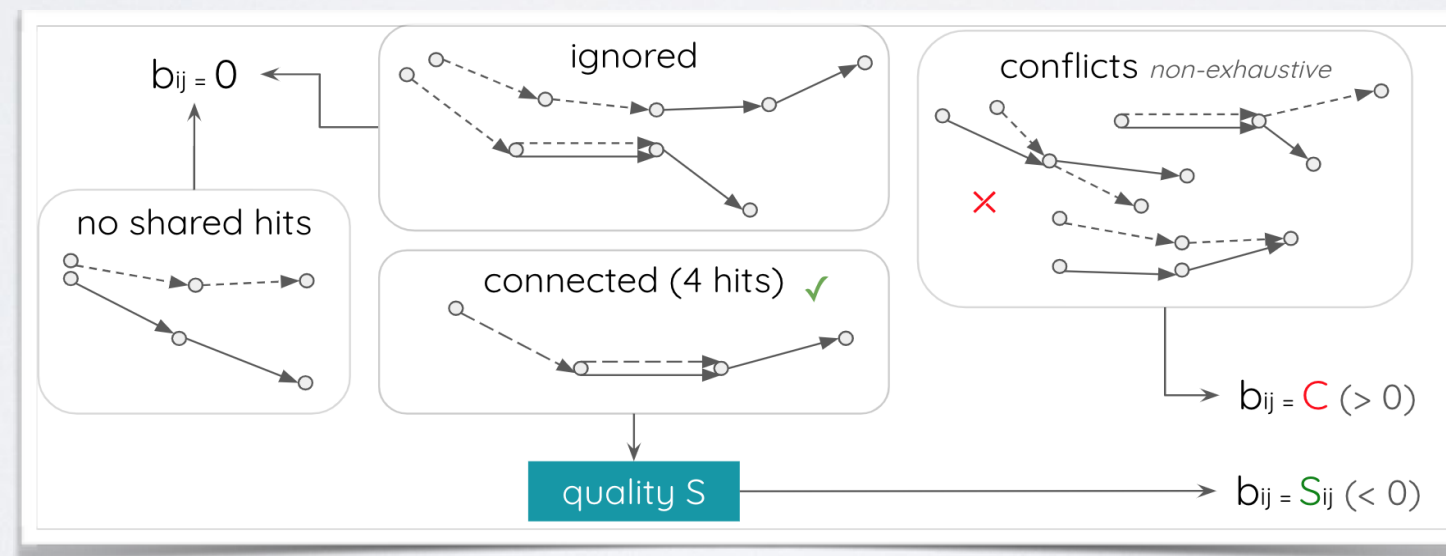 ignored
conflicts non-exhaustive
bij = 0
no shared hits
connected (4 hits) ✓
×
bij = C (> 0)
quality S
bij = Sij (< 0)